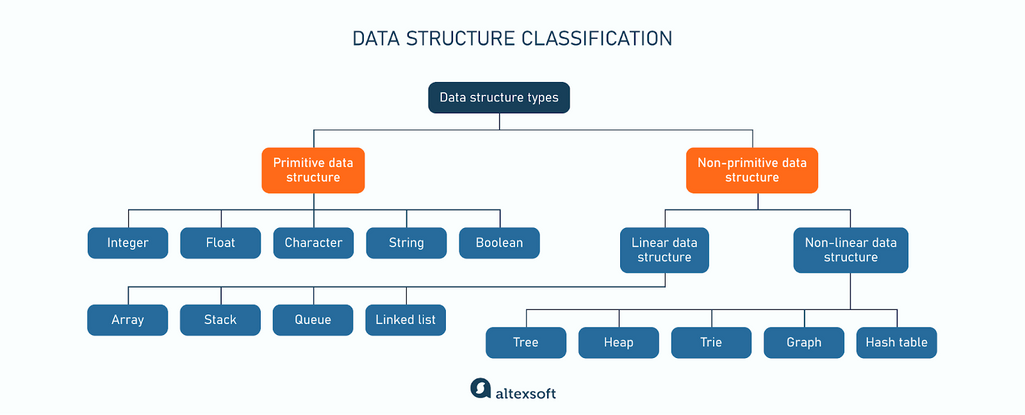 DATA STRUCTURE CLASSIFICATION
Data structure types
Primitive data
structure
Non-primitive data
structure
Integer
Float
Character
String
Boolean
Linear data
structure
Non-linear data
structure
Array
Stack
Queue
Linked list
Tree
Heap
Trie
Graph
Hash table
altexsoft